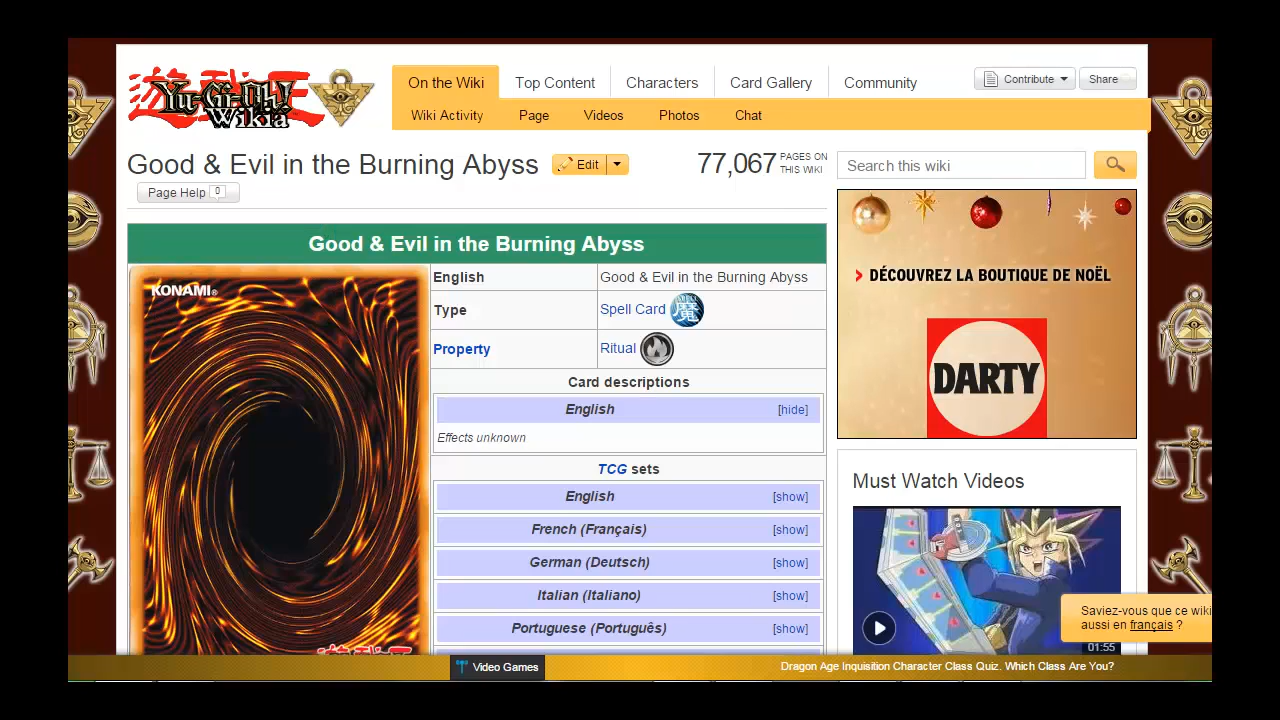 遊戯王
Yu-Gi-Oh!
Wikia
On the Wiki
Top Content
Characters
Card Gallery
Community
Contribute
Share
Wiki Activity
Page
Videos
Photos
Chat
Good & Evil in the Burning Abyss
Edit
77,067 PAGES ON
THIS WIKI
Search this wiki
Page Help 0
Good & Evil in the Burning Abyss
KONAMI®
English Good & Evil in the Burning Abyss
Type Spell Card 魔
Property Ritual
Card descriptions
English [hide]
Effects unknown
TCG sets
English [show]
French (Français) [show]
German (Deutsch) [show]
Italian (Italiano) [show]
Portuguese (Português) [show]
> DÉCOUVREZ LA BOUTIQUE DE NOËL
DARTY
Must Watch Videos
01:55
Saviez-vous que ce wiki
aussi en français ?
Video Games
Dragon Age Inquisition Character Class Quiz. Which Class Are You?